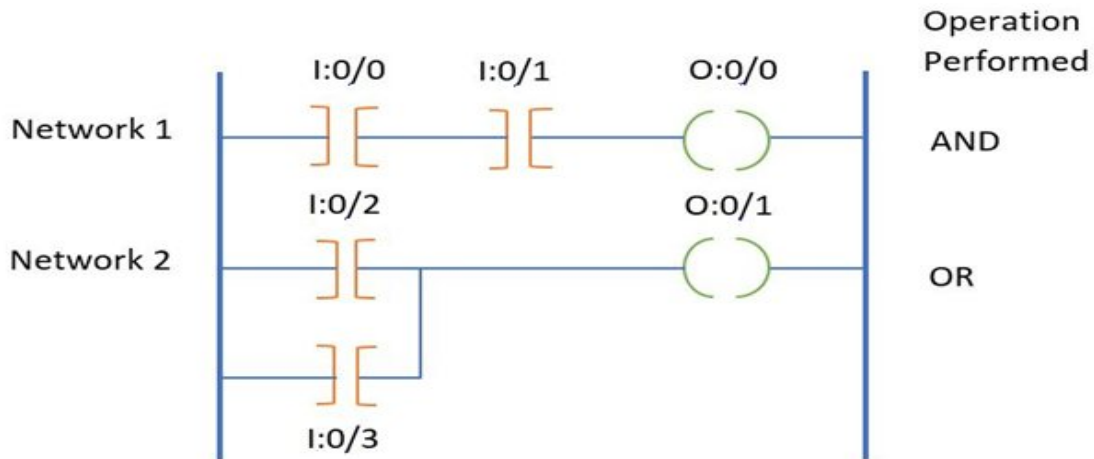 Operation
Performed
I:0/0 I:0/1 O:0/0
Network 1 AND
I:0/2 O:0/1
Network 2 OR
I:0/3